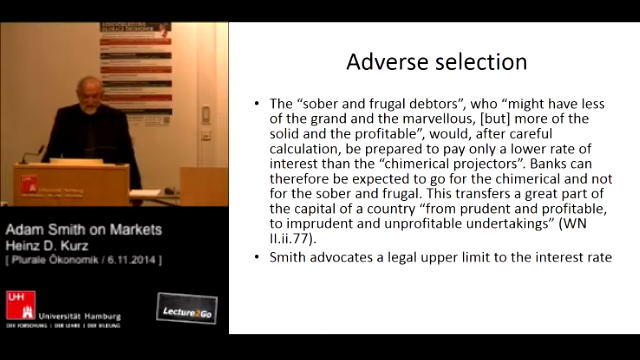 Adverse selection
• The "sober and frugal debtors", who "might have less
of the grand and the marvellous, [but] more of the
solid and the profitable", would, after careful
calculation, be prepared to pay only a lower rate of
interest than the "chimerical projectors". Banks can
therefore be expected to go for the chimerical and not
for the sober and frugal. This transfers a great part of
the capital of a country "from prudent and profitable,
to imprudent and unprofitable undertakings" (WN
II.ii.77).
• Smith advocates a legal upper limit to the interest rate
Adam Smith on Markets
Heinz D. Kurz
[ Plurale Ökonomik / 6.11.2014 ]
UH
Universität Hamburg
DER FORSCHUNG | DER LEHRE | DER BILDUNG
Lecture2Go
Universität Hamburg